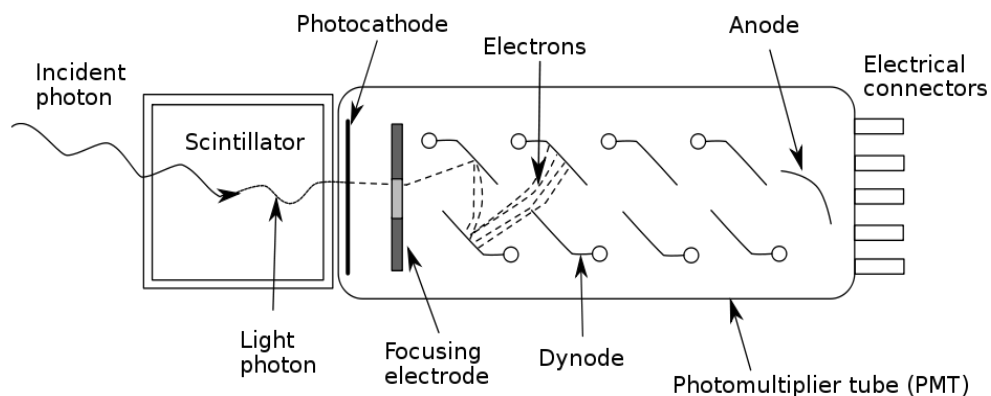 Photocathode
Anode
Electrons
Incident
photon
Electrical
connectors
Scintillator
Light
photon
Focusing
electrode
Dynode
Photomultiplier tube (PMT)